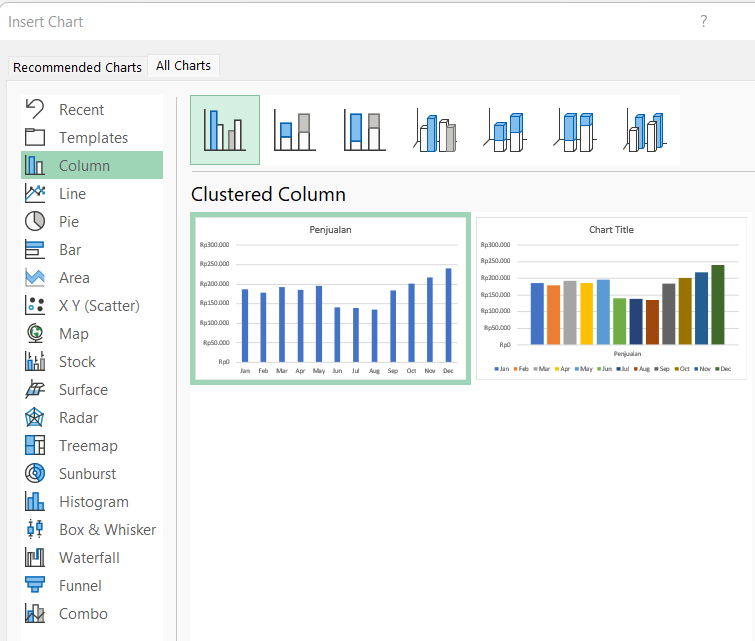 Insert Chart
?
Recommended Charts
All Charts
Recent
Templates
Column
Line
Pie
Bar
Area
X Y (Scatter)
Map
Stock
Surface
Radar
Treemap
Sunburst
Histogram
Box & Whisker
Waterfall
Funnel
Combo
Clustered Column
Penjualan
Rp300.000
Rp250.000
Rp200.000
Rp150.000
Rp100.000
Rp50.000
Rp0
Jan Feb Mar Apr May Jun Jul Aug Sep Oct Nov Dec
Chart Title
Rp300.000
Rp250.000
Rp200.000
Rp150.000
Rp100.000
Rp50.000
Rp0
Penjualan
Jan Feb Mar Apr May Jun Jul Aug Sep Oct Nov Dec